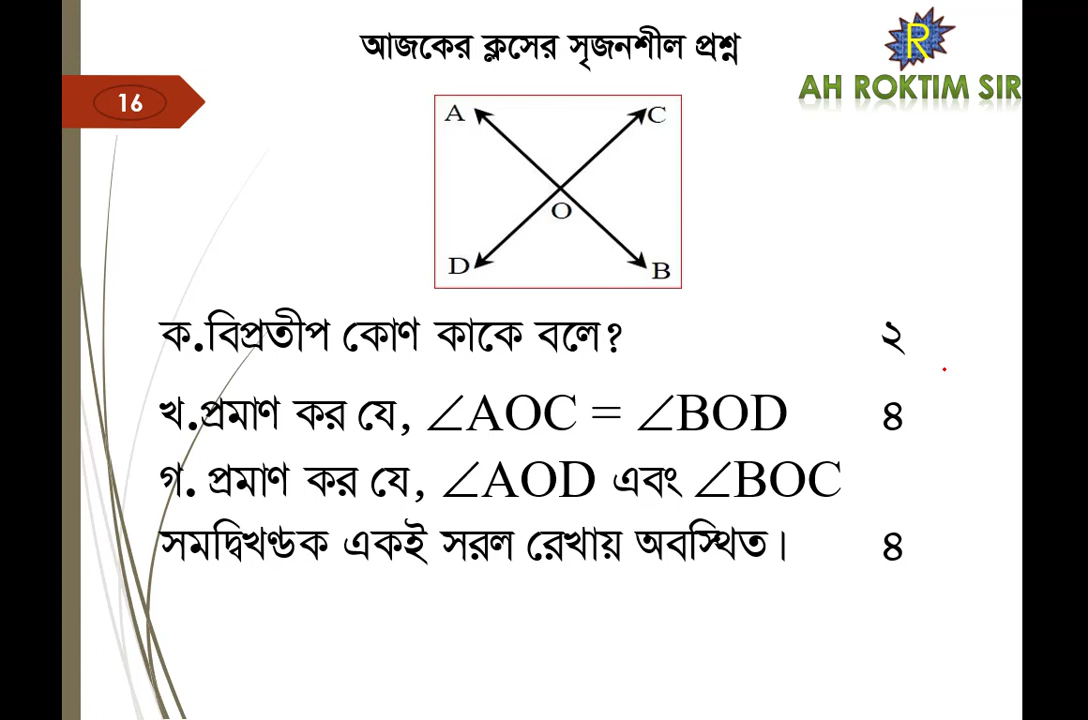 আজকের ক্লসের সৃজনশীল প্রশ্ন
R
AH ROKTIM SIR
16
A
C
O
D
B
ক.বিপ্রতীপ কোণ কাকে বলে? ২
খ.প্রমাণ কর যে, ∠AOC = ∠BOD ৪
গ. প্রমাণ কর যে, ∠AOD এবং ∠BOC
সমদ্বিখণ্ডক একই সরল রেখায় অবস্থিত। ৪